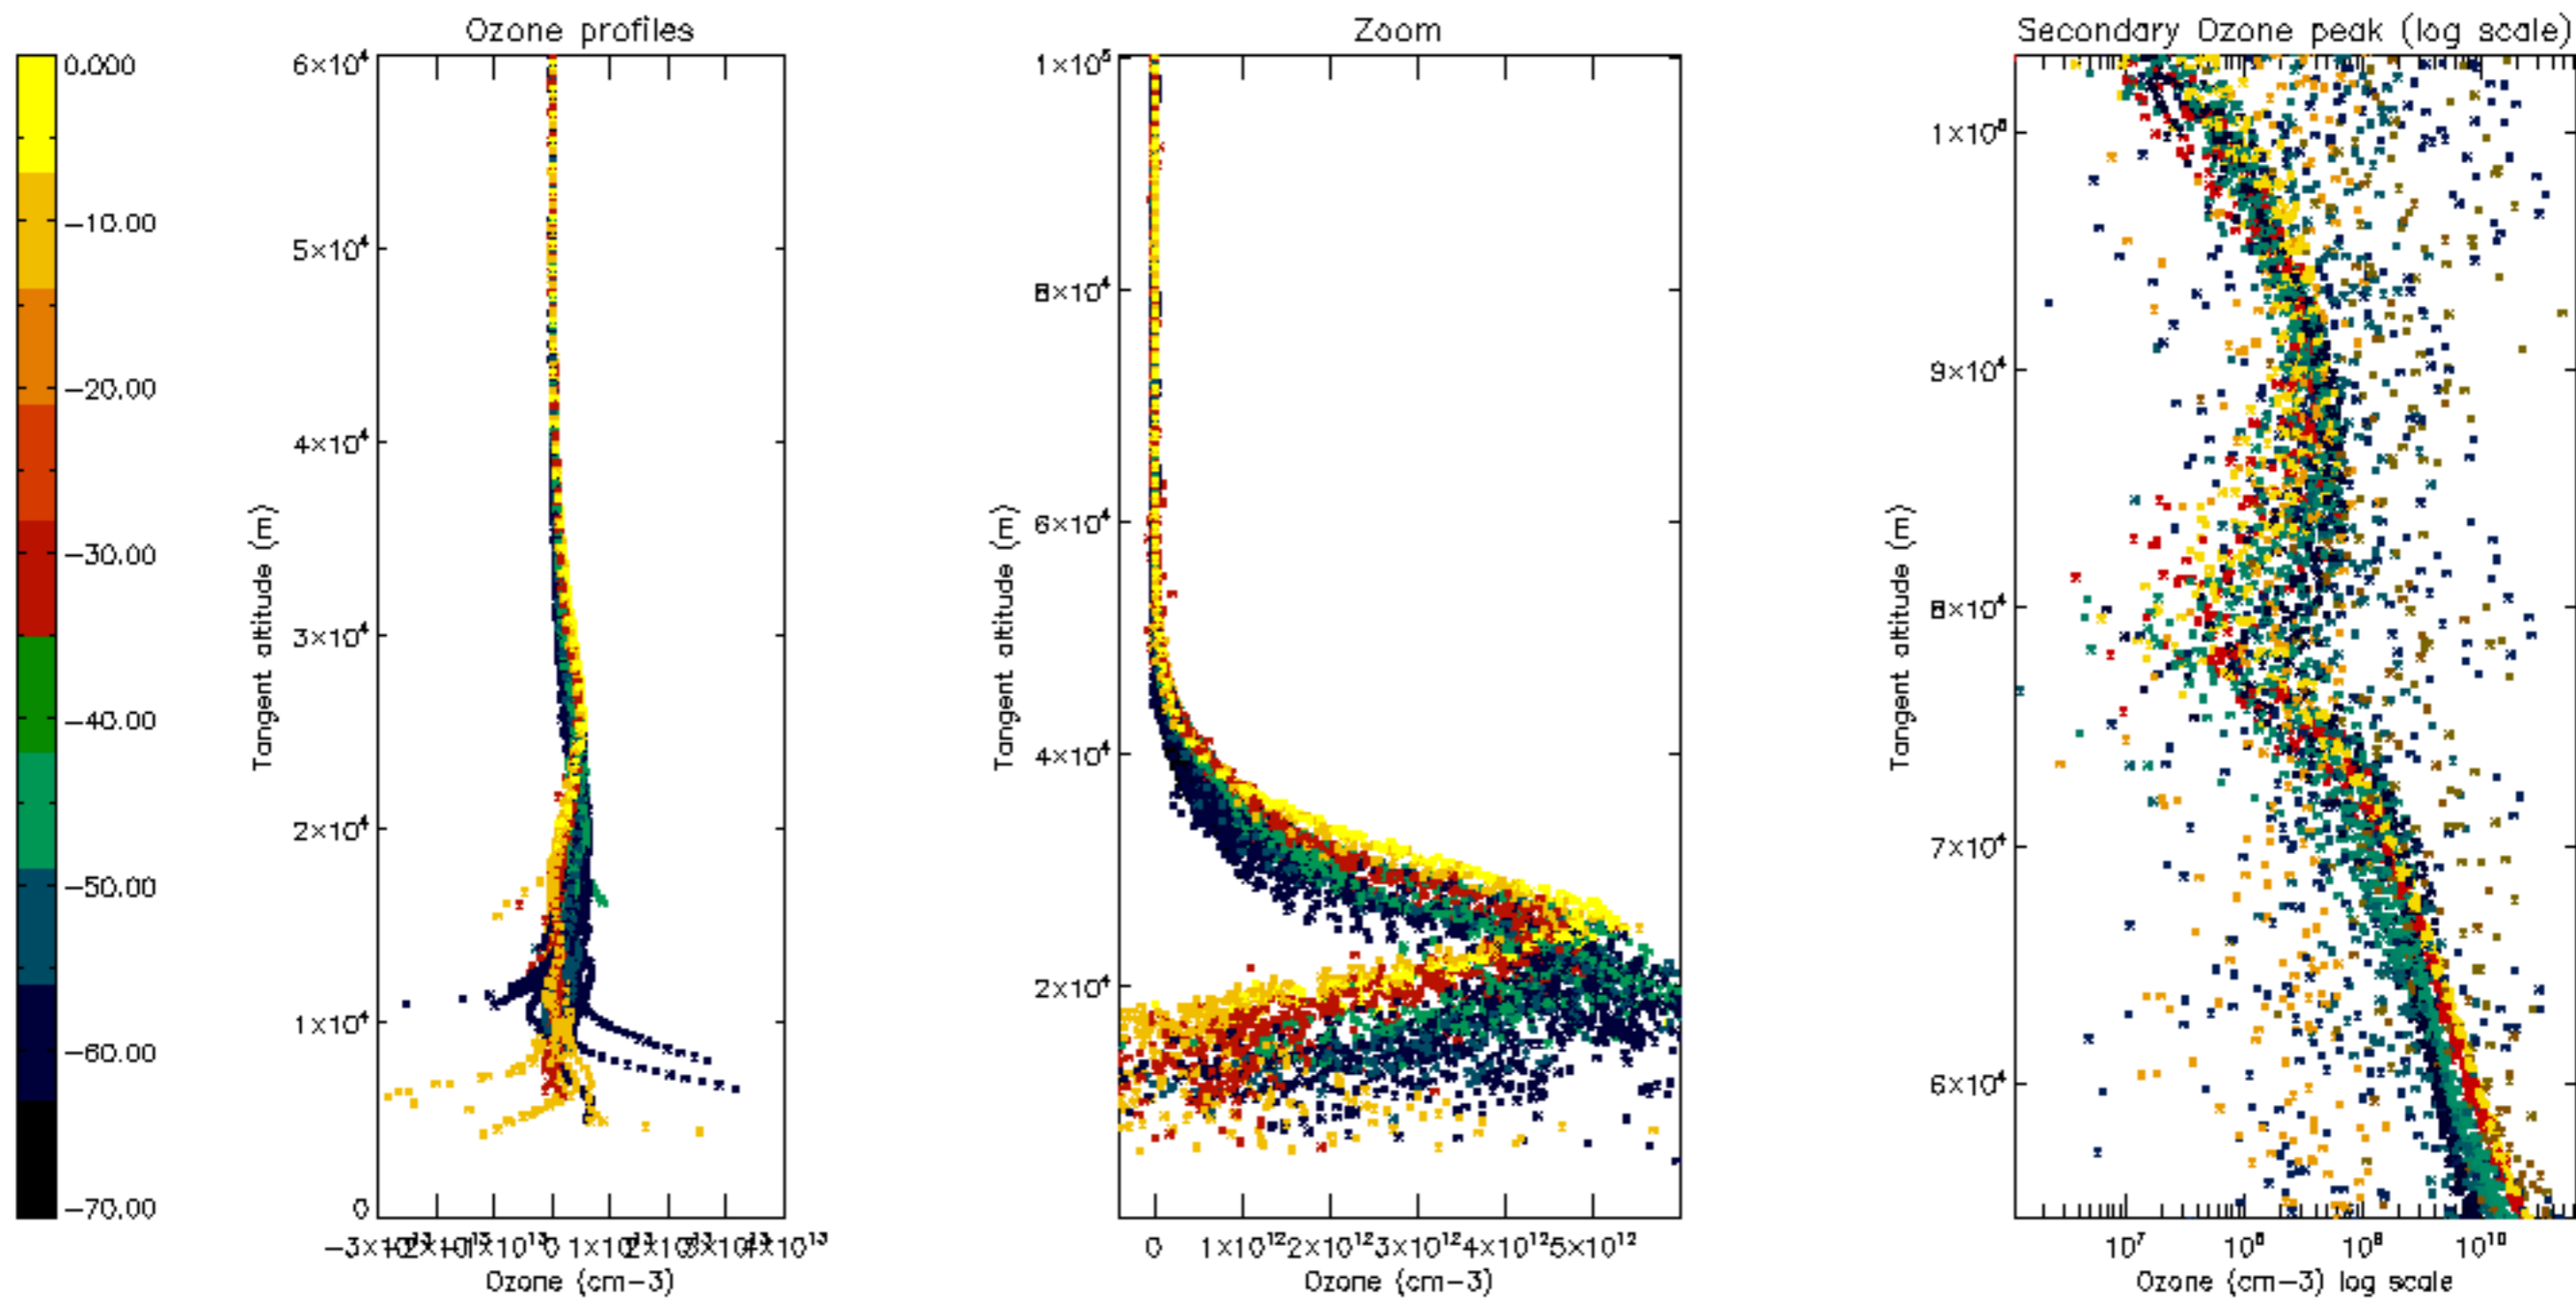 Ozone profiles
Zoom
Secondary Ozone peak (log scale)
0.000
−10.00
−20.00
−30.00
−40.00
−50.00
−60.00
−70.00
6×10⁴
5×10⁴
4×10⁴
3×10⁴
2×10⁴
1×10⁴
0
Tangent altitude (m)
0
4×10¹³
Ozone (cm−3)
1×10⁵
8×10⁴
6×10⁴
4×10⁴
2×10⁴
Tangent altitude (m)
0 1×10¹² 2×10¹² 3×10¹² 4×10¹² 5×10¹²
Ozone (cm−3)
9×10⁴
8×10⁴
7×10⁴
6×10⁴
Tangent altitude (m)
10⁷ 10⁸ 10⁹ 10¹⁰
Ozone (cm−3) log scale